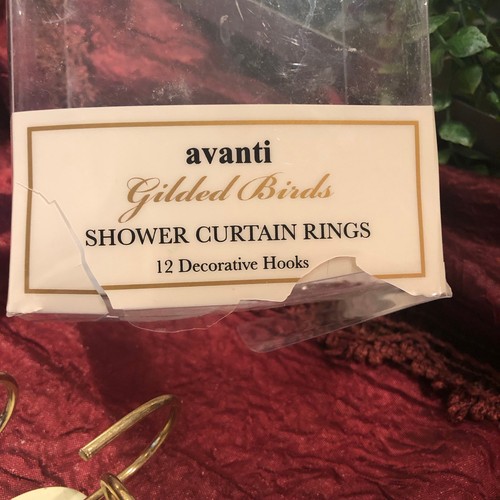 avanti
Gilded Birds
SHOWER CURTAIN RINGS
12 Decorative Hooks